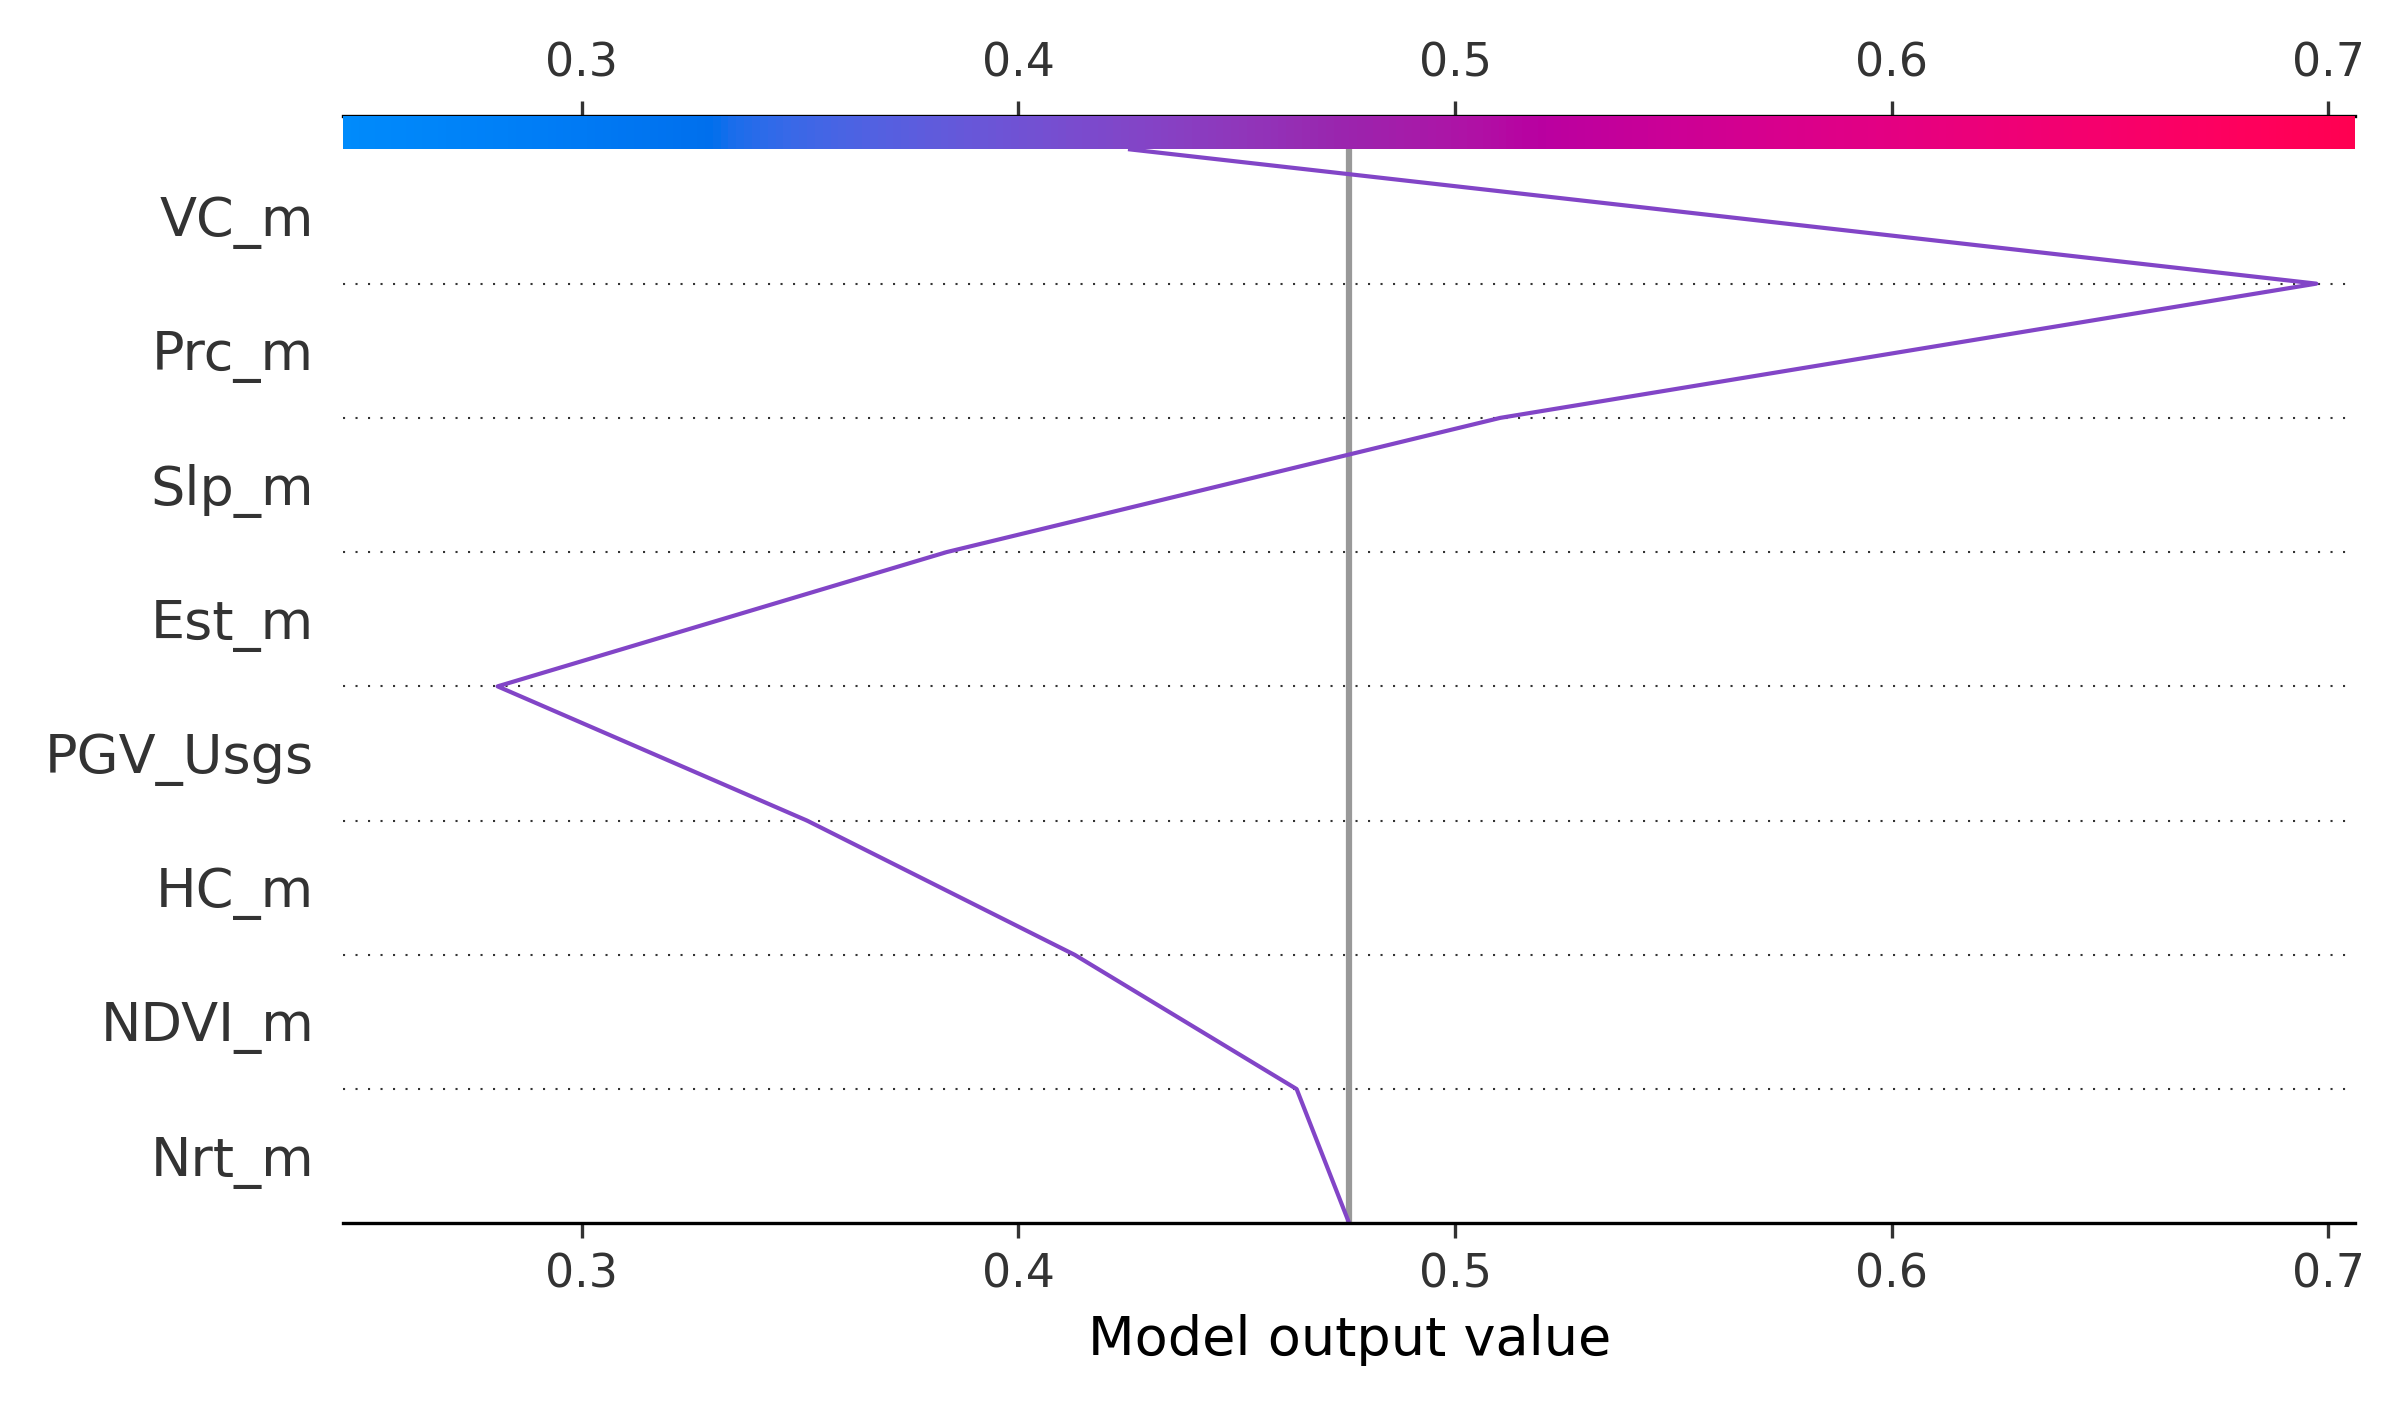 0.3 0.4 0.5 0.6 0.7
VC_m
Prc_m
Slp_m
Est_m
PGV_Usgs
HC_m
NDVI_m
Nrt_m
0.3 0.4 0.5 0.6 0.7
Model output value